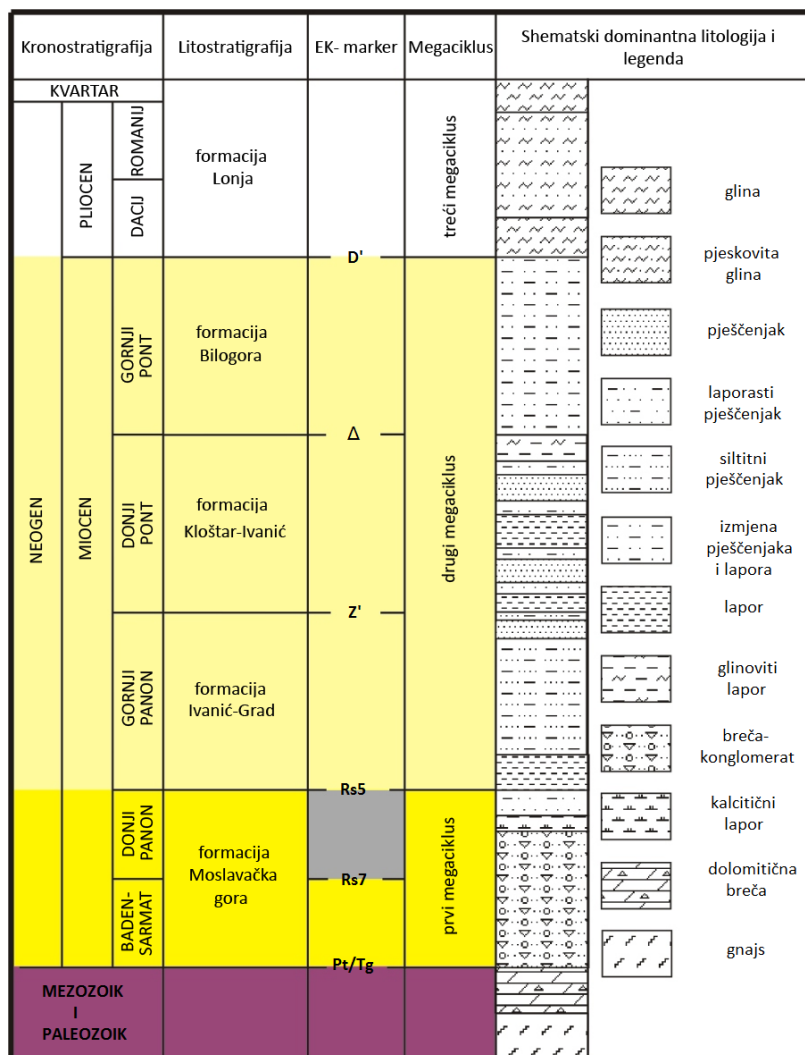 Kronostratigrafija
Litostratigrafija
EK- marker
Megaciklus
Shematski dominantna litologija i
legenda
KVARTAR
NEOGEN
PLIOCEN
ROMANIJ
DACIJ
formacija
Lonja
treći megaciklus
D'
MIOCEN
GORNJI
PONT
formacija
Bilogora
Δ
DONJI
PONT
formacija
Kloštar-Ivanić
drugi megaciklus
Z'
GORNJI
PANON
formacija
Ivanić-Grad
Rs5
DONJI
PANON
formacija
Moslavačka
gora
Rs7
prvi megaciklus
BADEN-
SARMAT
Pt/Tg
MEZOZOIK
I
PALEOZOIK
glina
pjeskovita
glina
pješčenjak
laporasti
pješčenjak
siltitni
pješčenjak
izmjena
pješčenjaka
i lapora
lapor
glinoviti
lapor
breča-
konglomerat
kalcitični
lapor
dolomitična
breča
gnajs